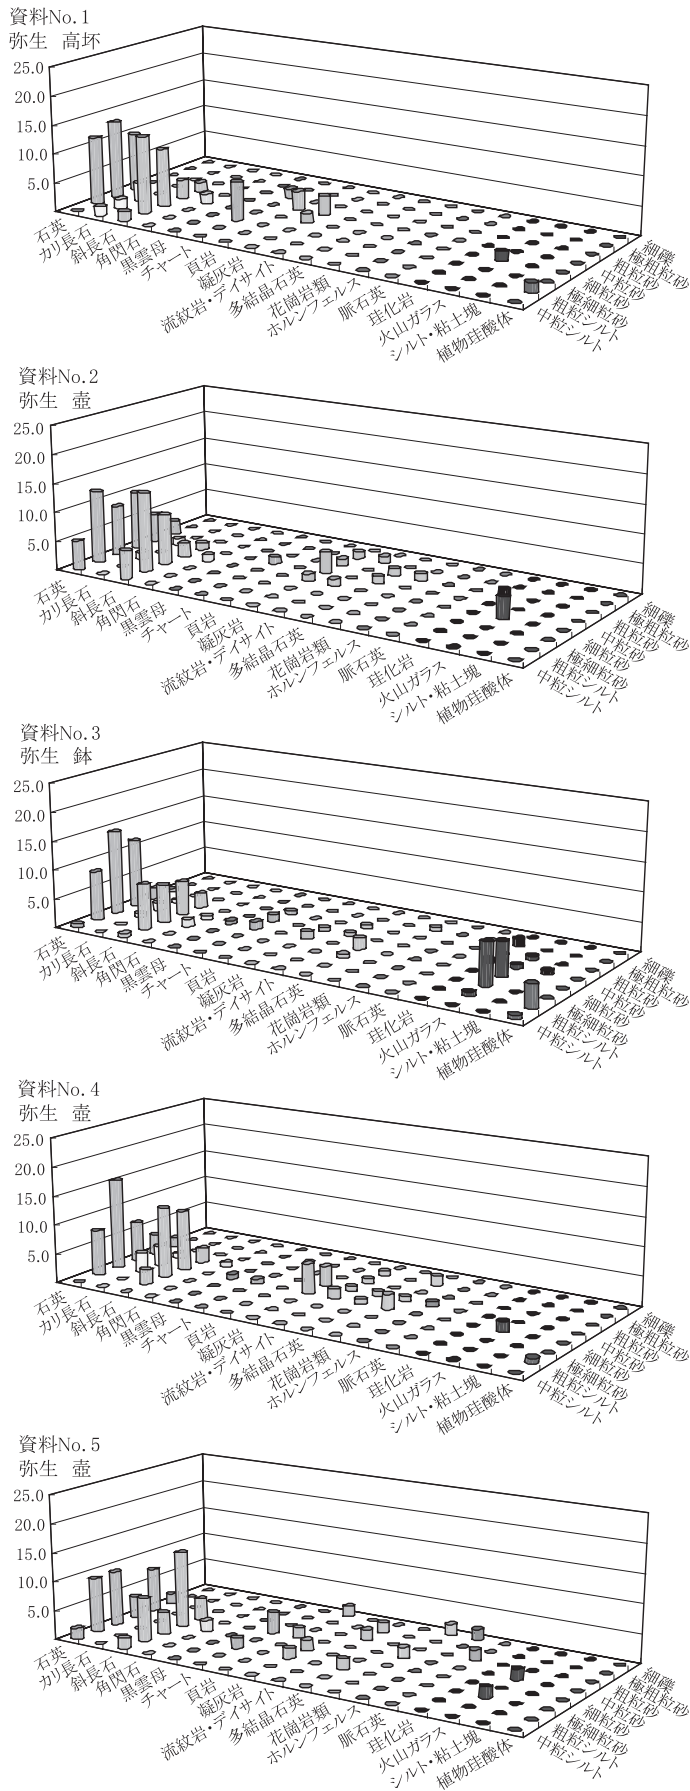 資料No.1
弥生 高坏
25.0
20.0
15.0
10.0
5.0
石英
カリ長石
斜長石
角閃石
黒雲母
チャート
頁岩
凝灰岩
流紋岩・デイサイト
多結晶石英
花崗岩類
ホルンフェルス
脈石英
珪化岩
火山ガラス
シルト・粘土塊
植物珪酸体
細礫
極粗粒砂
粗粒砂
中粒砂
細粒砂
極細粒砂
粗粒シルト
中粒シルト
資料No.2
弥生 壺
25.0
20.0
15.0
10.0
5.0
石英
カリ長石
斜長石
角閃石
黒雲母
チャート
頁岩
凝灰岩
流紋岩・デイサイト
多結晶石英
花崗岩類
ホルンフェルス
脈石英
珪化岩
火山ガラス
シルト・粘土塊
植物珪酸体
細礫
極粗粒砂
粗粒砂
中粒砂
細粒砂
極細粒砂
粗粒シルト
中粒シルト
資料No.3
弥生 鉢
25.0
20.0
15.0
10.0
5.0
石英
カリ長石
斜長石
角閃石
黒雲母
チャート
頁岩
凝灰岩
流紋岩・デイサイト
多結晶石英
花崗岩類
ホルンフェルス
脈石英
珪化岩
火山ガラス
シルト・粘土塊
植物珪酸体
細礫
極粗粒砂
粗粒砂
中粒砂
細粒砂
極細粒砂
粗粒シルト
中粒シルト
資料No.4
弥生 壺
25.0
20.0
15.0
10.0
5.0
石英
カリ長石
斜長石
角閃石
黒雲母
チャート
頁岩
凝灰岩
流紋岩・デイサイト
多結晶石英
花崗岩類
ホルンフェルス
脈石英
珪化岩
火山ガラス
シルト・粘土塊
植物珪酸体
細礫
極粗粒砂
粗粒砂
中粒砂
細粒砂
極細粒砂
粗粒シルト
中粒シルト
資料No.5
弥生 壺
25.0
20.0
15.0
10.0
5.0
石英
カリ長石
斜長石
角閃石
黒雲母
チャート
頁岩
凝灰岩
流紋岩・デイサイト
多結晶石英
花崗岩類
ホルンフェルス
脈石英
珪化岩
火山ガラス
シルト・粘土塊
植物珪酸体
細礫
極粗粒砂
粗粒砂
中粒砂
細粒砂
極細粒砂
粗粒シルト
中粒シルト